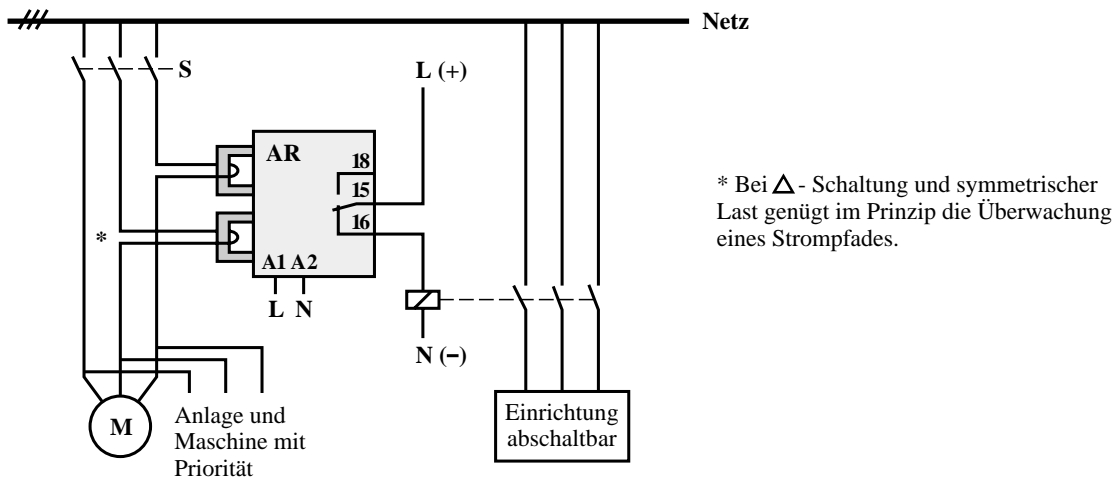 Netz
S
L (+)
AR
18
15
16
*
A1 A2
L N
N (−)
M
Anlage und
Maschine mit
Priorität
Einrichtung
abschaltbar
* Bei Δ - Schaltung und symmetrischer
Last genügt im Prinzip die Überwachung
eines Strompfades.